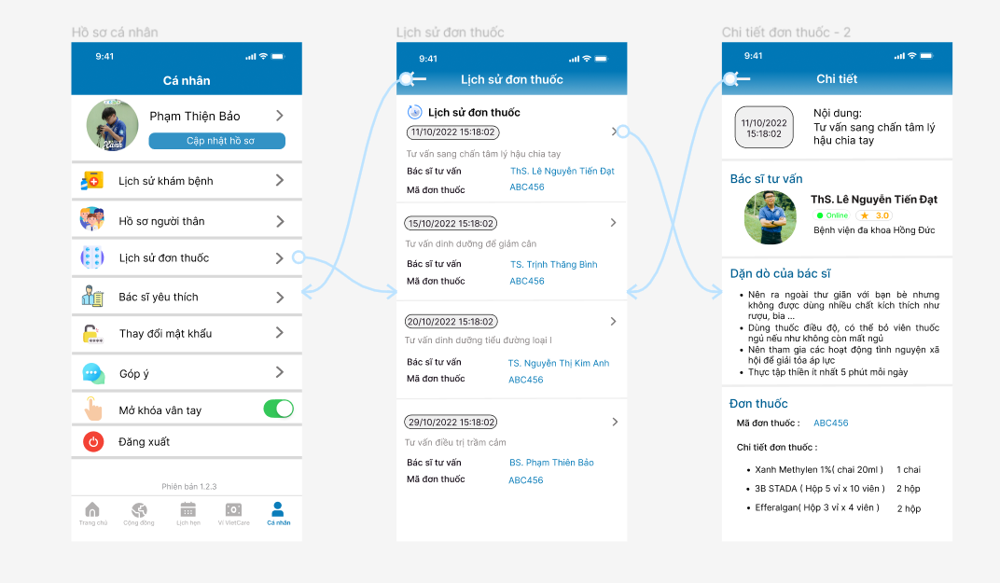 Hồ sơ cá nhân
9:41
Cá nhân
Phạm Thiện Bảo
Cập nhật hồ sơ
Lịch sử khám bệnh
Hồ sơ người thân
Lịch sử đơn thuốc
Bác sĩ yêu thích
Thay đổi mật khẩu
Góp ý
Mở khóa vân tay
Đăng xuất
Phiên bản 1.2.3
Trang chủ
Cộng đồng
Lịch hẹn
Ví VietCare
Cá nhân
Lịch sử đơn thuốc
9:41
Lịch sử đơn thuốc
Lịch sử đơn thuốc
11/10/2022 15:18:02
Tư vấn sang chấn tâm lý hậu chia tay
Bác sĩ tư vấn ThS. Lê Nguyễn Tiến Đạt
Mã đơn thuốc ABC456
15/10/2022 15:18:02
Tư vấn dinh dưỡng để giảm cân
Bác sĩ tư vấn TS. Trịnh Thăng Bình
Mã đơn thuốc ABC456
20/10/2022 15:18:02
Tư vấn dinh dưỡng tiểu đường loại I
Bác sĩ tư vấn TS. Nguyễn Thị Kim Anh
Mã đơn thuốc ABC456
29/10/2022 15:18:02
Tư vấn điều trị trầm cảm
Bác sĩ tư vấn BS. Phạm Thiên Bảo
Mã đơn thuốc ABC456
Chi tiết đơn thuốc - 2
9:41
Chi tiết
11/10/2022
15:18:02
Nội dung:
Tư vấn sang chấn tâm lý
hậu chia tay
Bác sĩ tư vấn
ThS. Lê Nguyễn Tiến Đạt
Online 3.0
Bệnh viện đa khoa Hồng Đức
Dặn dò của bác sĩ
• Nên ra ngoài thư giãn với bạn bè nhưng
không được dùng nhiều chất kích thích như
rượu, bia ...
• Dùng thuốc điều độ, có thể bỏ viên thuốc
ngủ nếu như không còn mất ngủ
• Nên tham gia các hoạt động tình nguyện xã
hội để giải tỏa áp lực
• Thực tập thiền ít nhất 5 phút mỗi ngày
Đơn thuốc
Mã đơn thuốc : ABC456
Chi tiết đơn thuốc :
• Xanh Methylen 1%( chai 20ml ) 1 chai
• 3B STADA ( Hộp 5 vỉ x 10 viên ) 2 hộp
• Efferalgan( Hộp 3 vỉ x 4 viên ) 2 hộp